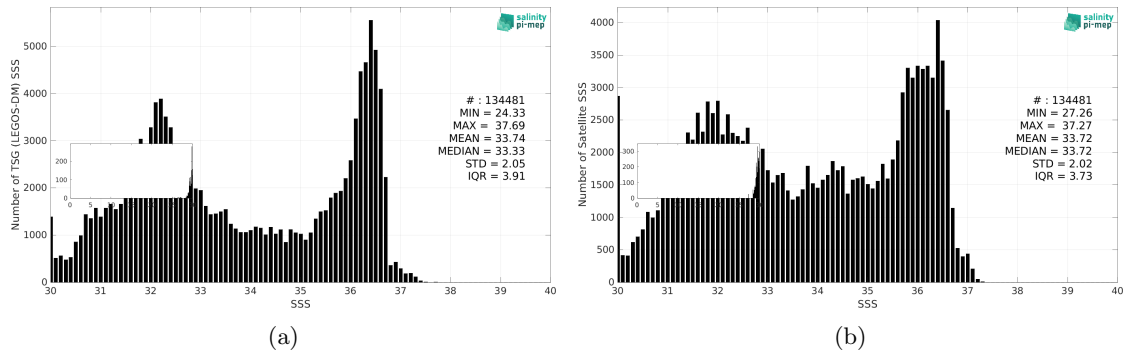 salinity
pi-mep
Number of TSG (LEGOS-DM) SSS
5000
4000
3000
2000
1000
0
# : 134481
MIN = 24.33
MAX = 37.69
MEAN = 33.74
MEDIAN = 33.33
STD = 2.05
IQR = 3.91
200
100
0
0 5 10
30 31 32 33 34 35 36 37 38 39 40
SSS
(a)
salinity
pi-mep
Number of Satellite SSS
4000
3500
3000
2500
2000
1500
1000
500
0
# : 134481
MIN = 27.26
MAX = 37.27
MEAN = 33.72
MEDIAN = 33.72
STD = 2.02
IQR = 3.73
300
200
100
0
0 5
30 31 32 33 34 35 36 37 38 39 40
SSS
(b)